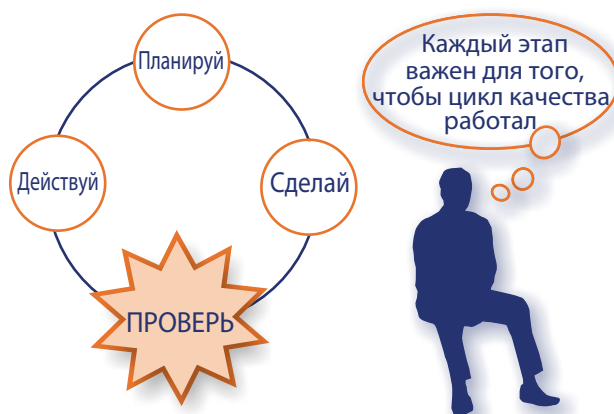 Планируй
Действуй
Сделай
ПРОВЕРЬ
Каждый этап
важен для того,
чтобы цикл качества
работал